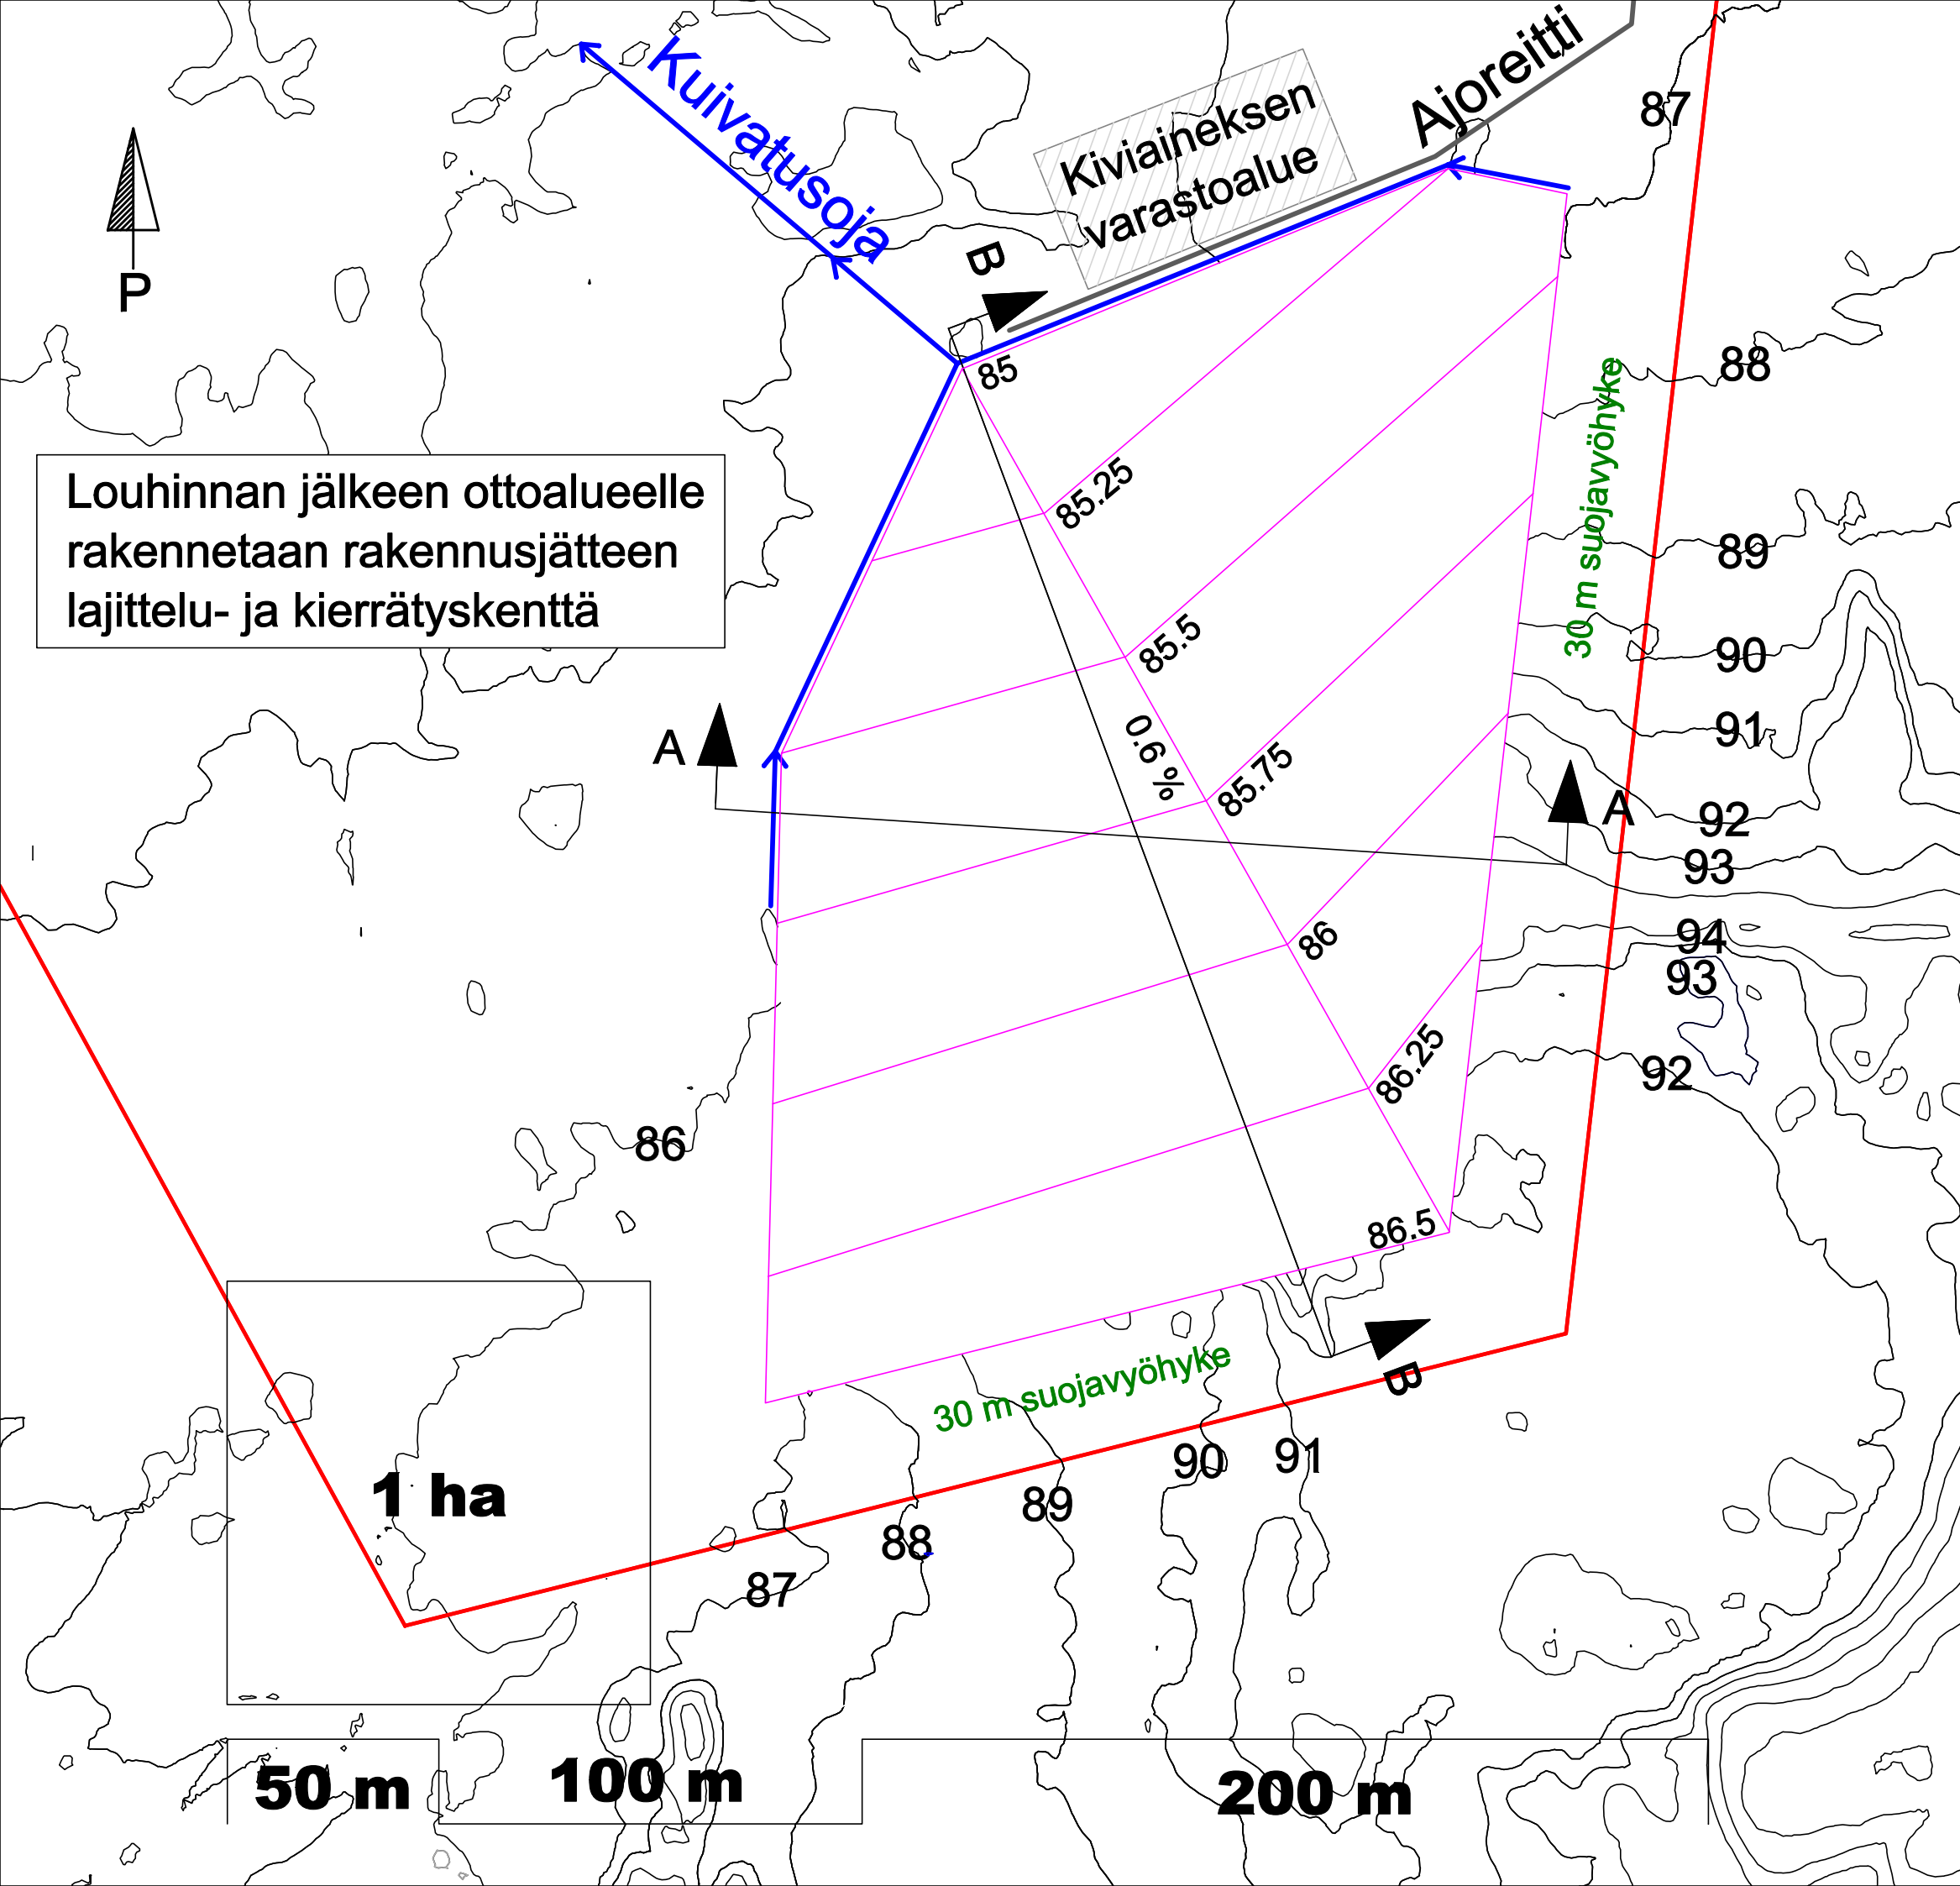 Kuivatusoja
Ajoreitti
Kiviaineksen
varastoalue
87
P
B
85
88
30 m suojavyöhyke
Louhinnan jälkeen ottoalueelle
rakennetaan rakennusjätteen
lajittelu- ja kierrätyskenttä
85.25
89
85.5
90
A
0.6 %
91
85.75
A
92
93
86
94
93
86.25
92
86
86.5
30 m suojavyöhyke
B
90
91
1 ha
89
88
87
50 m
100 m
200 m